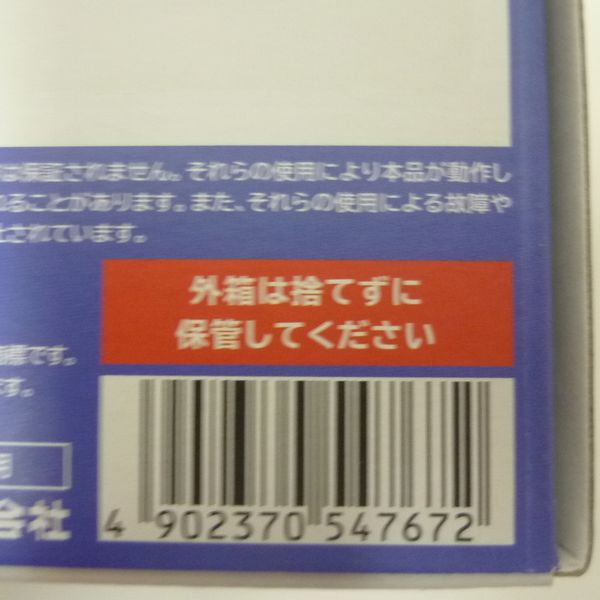 は保証されません。それらの使用により本品が動作し
ることがあります。また、それらの使用による故障や
されています。
外箱は捨てずに
保管してください
標です。
ます。
用
会社
4 902370 547672